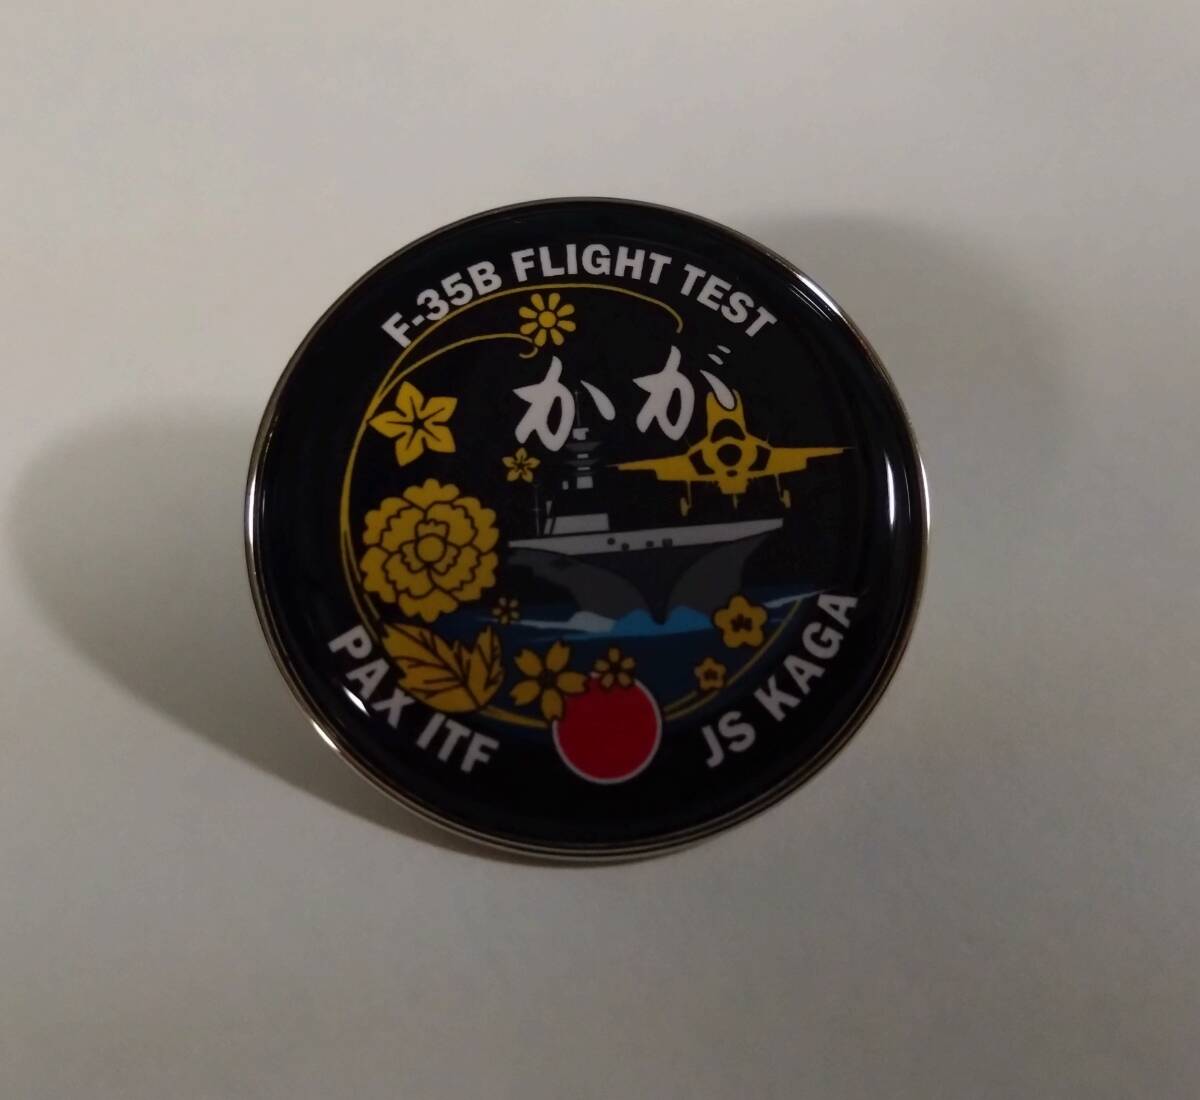 F-35B FLIGHT TEST
かが
PAX ITF
JS KAGA